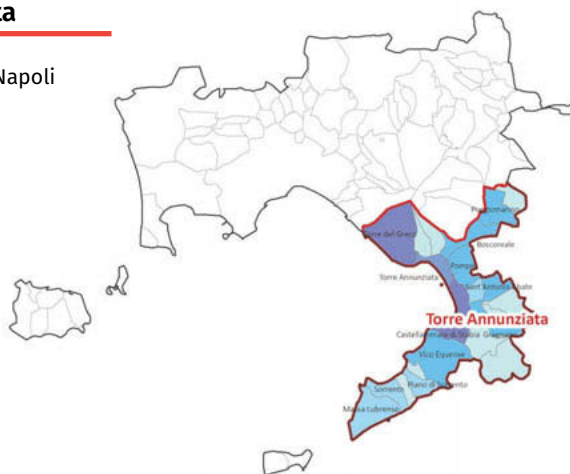 ta
Napoli
Poggiomarino
Torre del Greco
Boscoreale
Pompei
Torre Annunziata
Sant'Antonio Abate
Torre Annunziata
Castellammare di Stabia
Gragnano
Vico Equense
Sorrento
Piano di Sorrento
Massa Lubrense